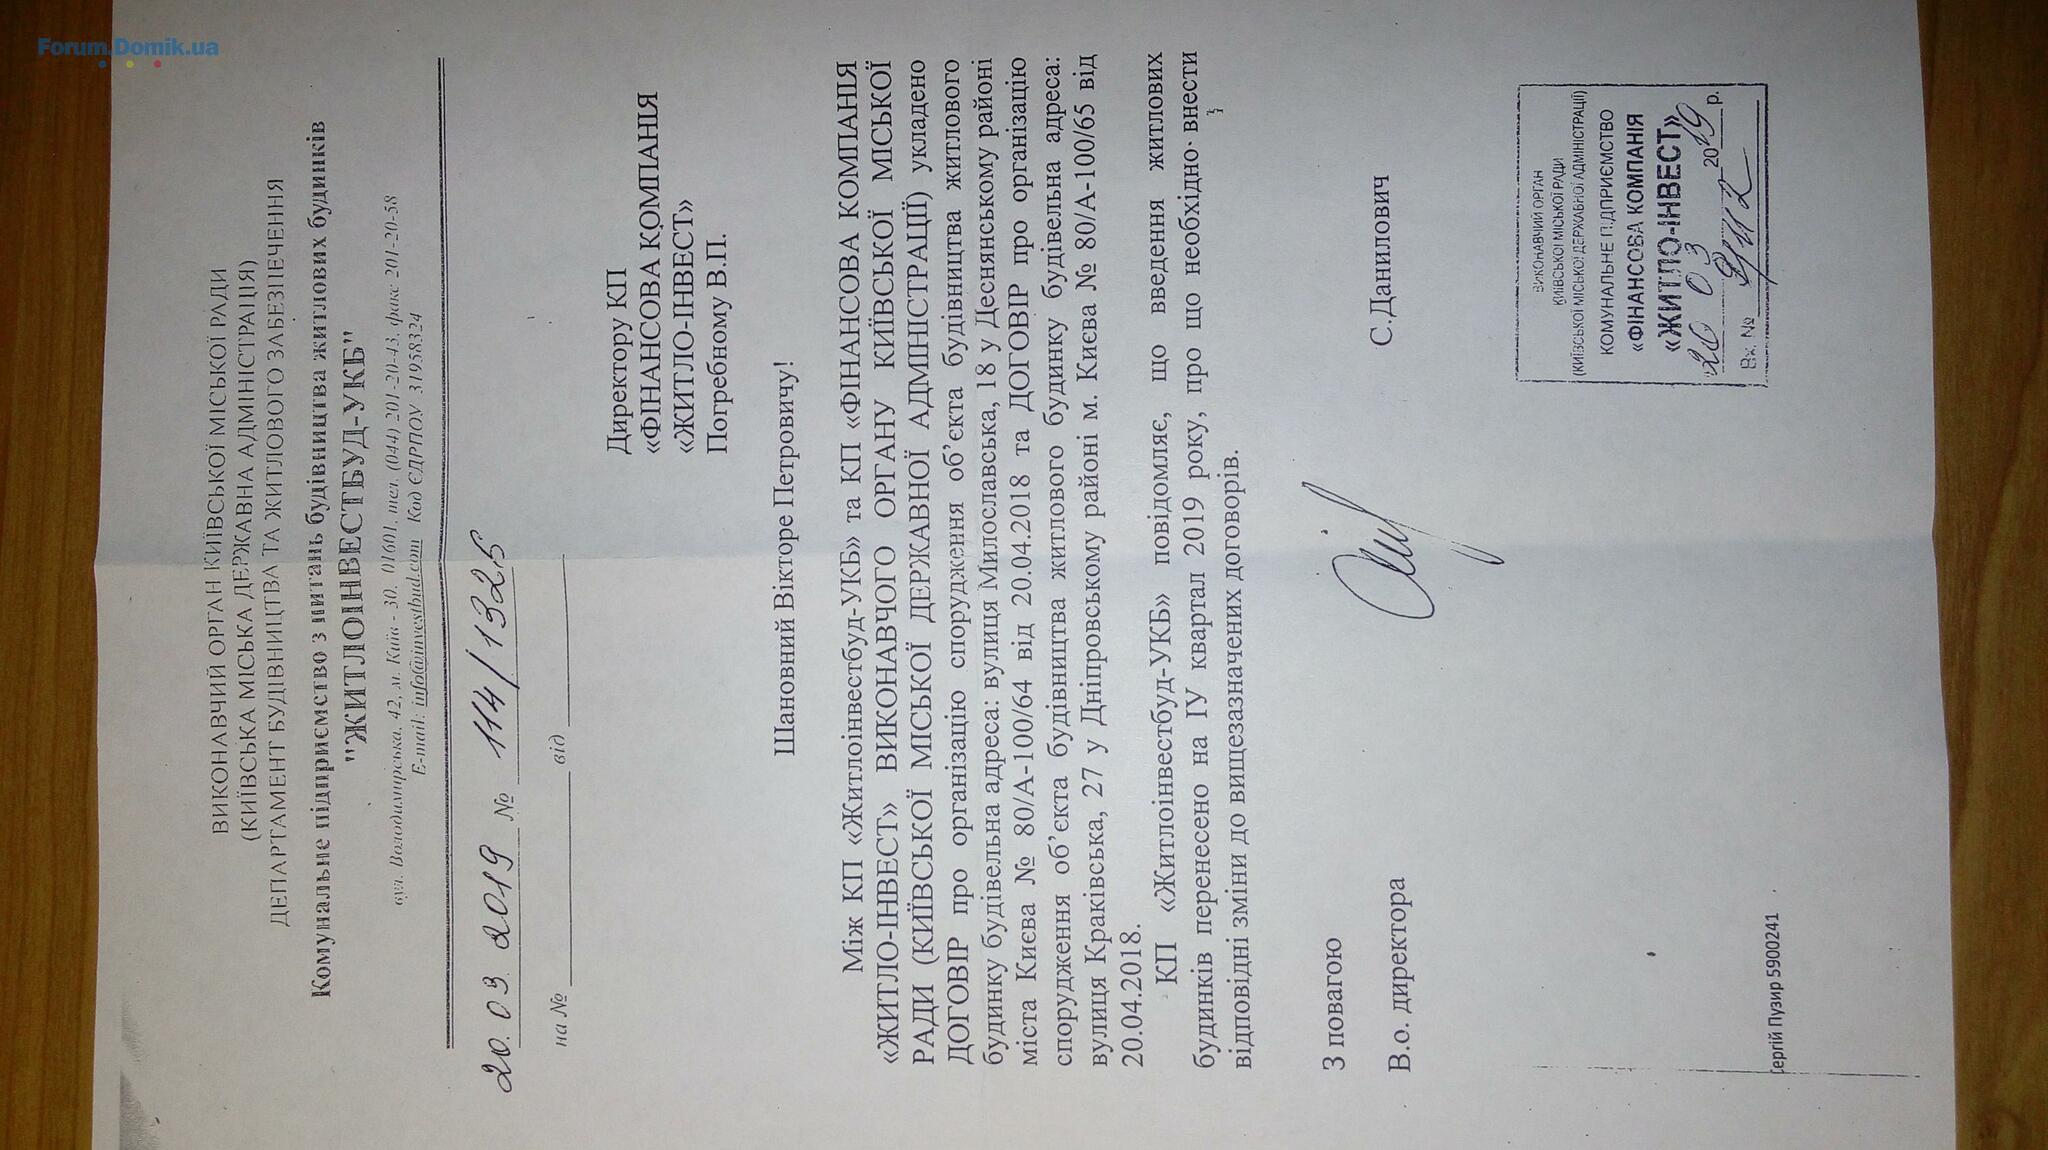 Forum.Domik.ua
ВИКОНАВЧИЙ ОРГАН КИЇВСЬКОЇ МІСЬКОЇ РАДИ
(КИЇВСЬКА МІСЬКА ДЕРЖАВНА АДМІНІСТРАЦІЯ)
ДЕПАРТАМЕНТ БУДІВНИЦТВА ТА ЖИТЛОВОГО ЗАБЕЗПЕЧЕННЯ
Комунальне підприємство з питань будівництва житлових будинків
"ЖИТЛОІНВЕСТБУД-УКБ"
вул. Володимирська, 42, м. Київ - 30, 01601, тел. (044) 201-20-43, факс 201-20-58
E-mail: info@investbud.com Код ЄДРПОУ 31958324
20.03.2019 № 114/1325
на № від
Директору КП
«ФІНАНСОВА КОМПАНІЯ
«ЖИТЛО-ІНВЕСТ»
Погребному В.П.
Шановний Вікторе Петровичу!
Між КП «Житлоінвестбуд-УКБ» та КП «ФІНАНСОВА КОМПАНІЯ
«ЖИТЛО-ІНВЕСТ» ВИКОНАВЧОГО ОРГАНУ КИЇВСЬКОЇ МІСЬКОЇ
РАДИ (КИЇВСЬКОЇ МІСЬКОЇ ДЕРЖАВНОЇ АДМІНІСТРАЦІЇ) укладено
ДОГОВІР про організацію спорудження об’єкта будівництва житлового
будинку будівельна адреса: вулиця Милославська, 18 у Деснянському районі
міста Києва № 80/А-100/64 від 20.04.2018 та ДОГОВІР про організацію
спорудження об’єкта будівництва житлового будинку будівельна адреса:
вулиця Краківська, 27 у Дніпровському районі м. Києва № 80/А-100/65 від
20.04.2018.
КП «Житлоінвестбуд-УКБ» повідомляє, що введення житлових
будинків перенесено на ІУ квартал 2019 року, про що необхідно внести
відповідні зміни до вищезазначених договорів.
З повагою
В.о. директора С.Данилович
ВИКОНАВЧИЙ ОРГАН
КИЇВСЬКОЇ МІСЬКОЇ РАДИ
(КИЇВСЬКОЇ МІСЬКОЇ ДЕРЖАВНОЇ АДМІНІСТРАЦІЇ)
КОМУНАЛЬНЕ ПІДПРИЄМСТВО
«ФІНАНСОВА КОМПАНІЯ
«ЖИТЛО-ІНВЕСТ»
«20 03 2019 р.
Вх. №
Сергій Пузир 5900241